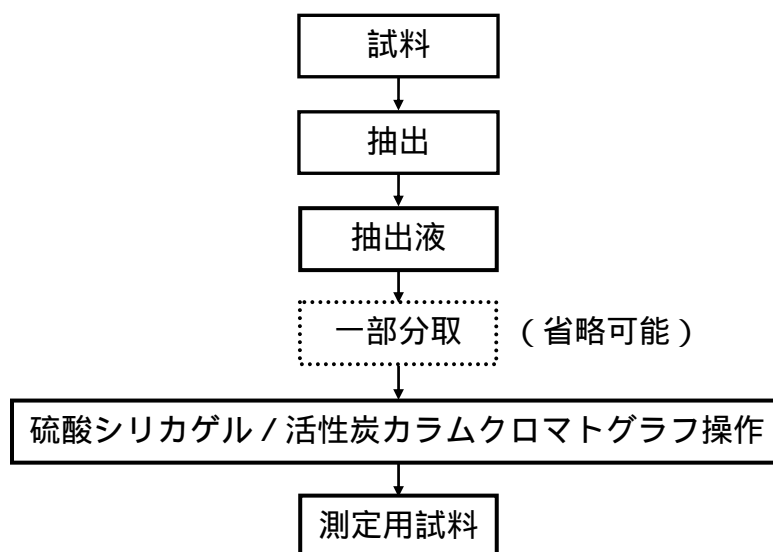 試料
抽出
抽出液
一部分取 (省略可能)
硫酸シリカゲル / 活性炭カラムクロマトグラフ操作
測定用試料